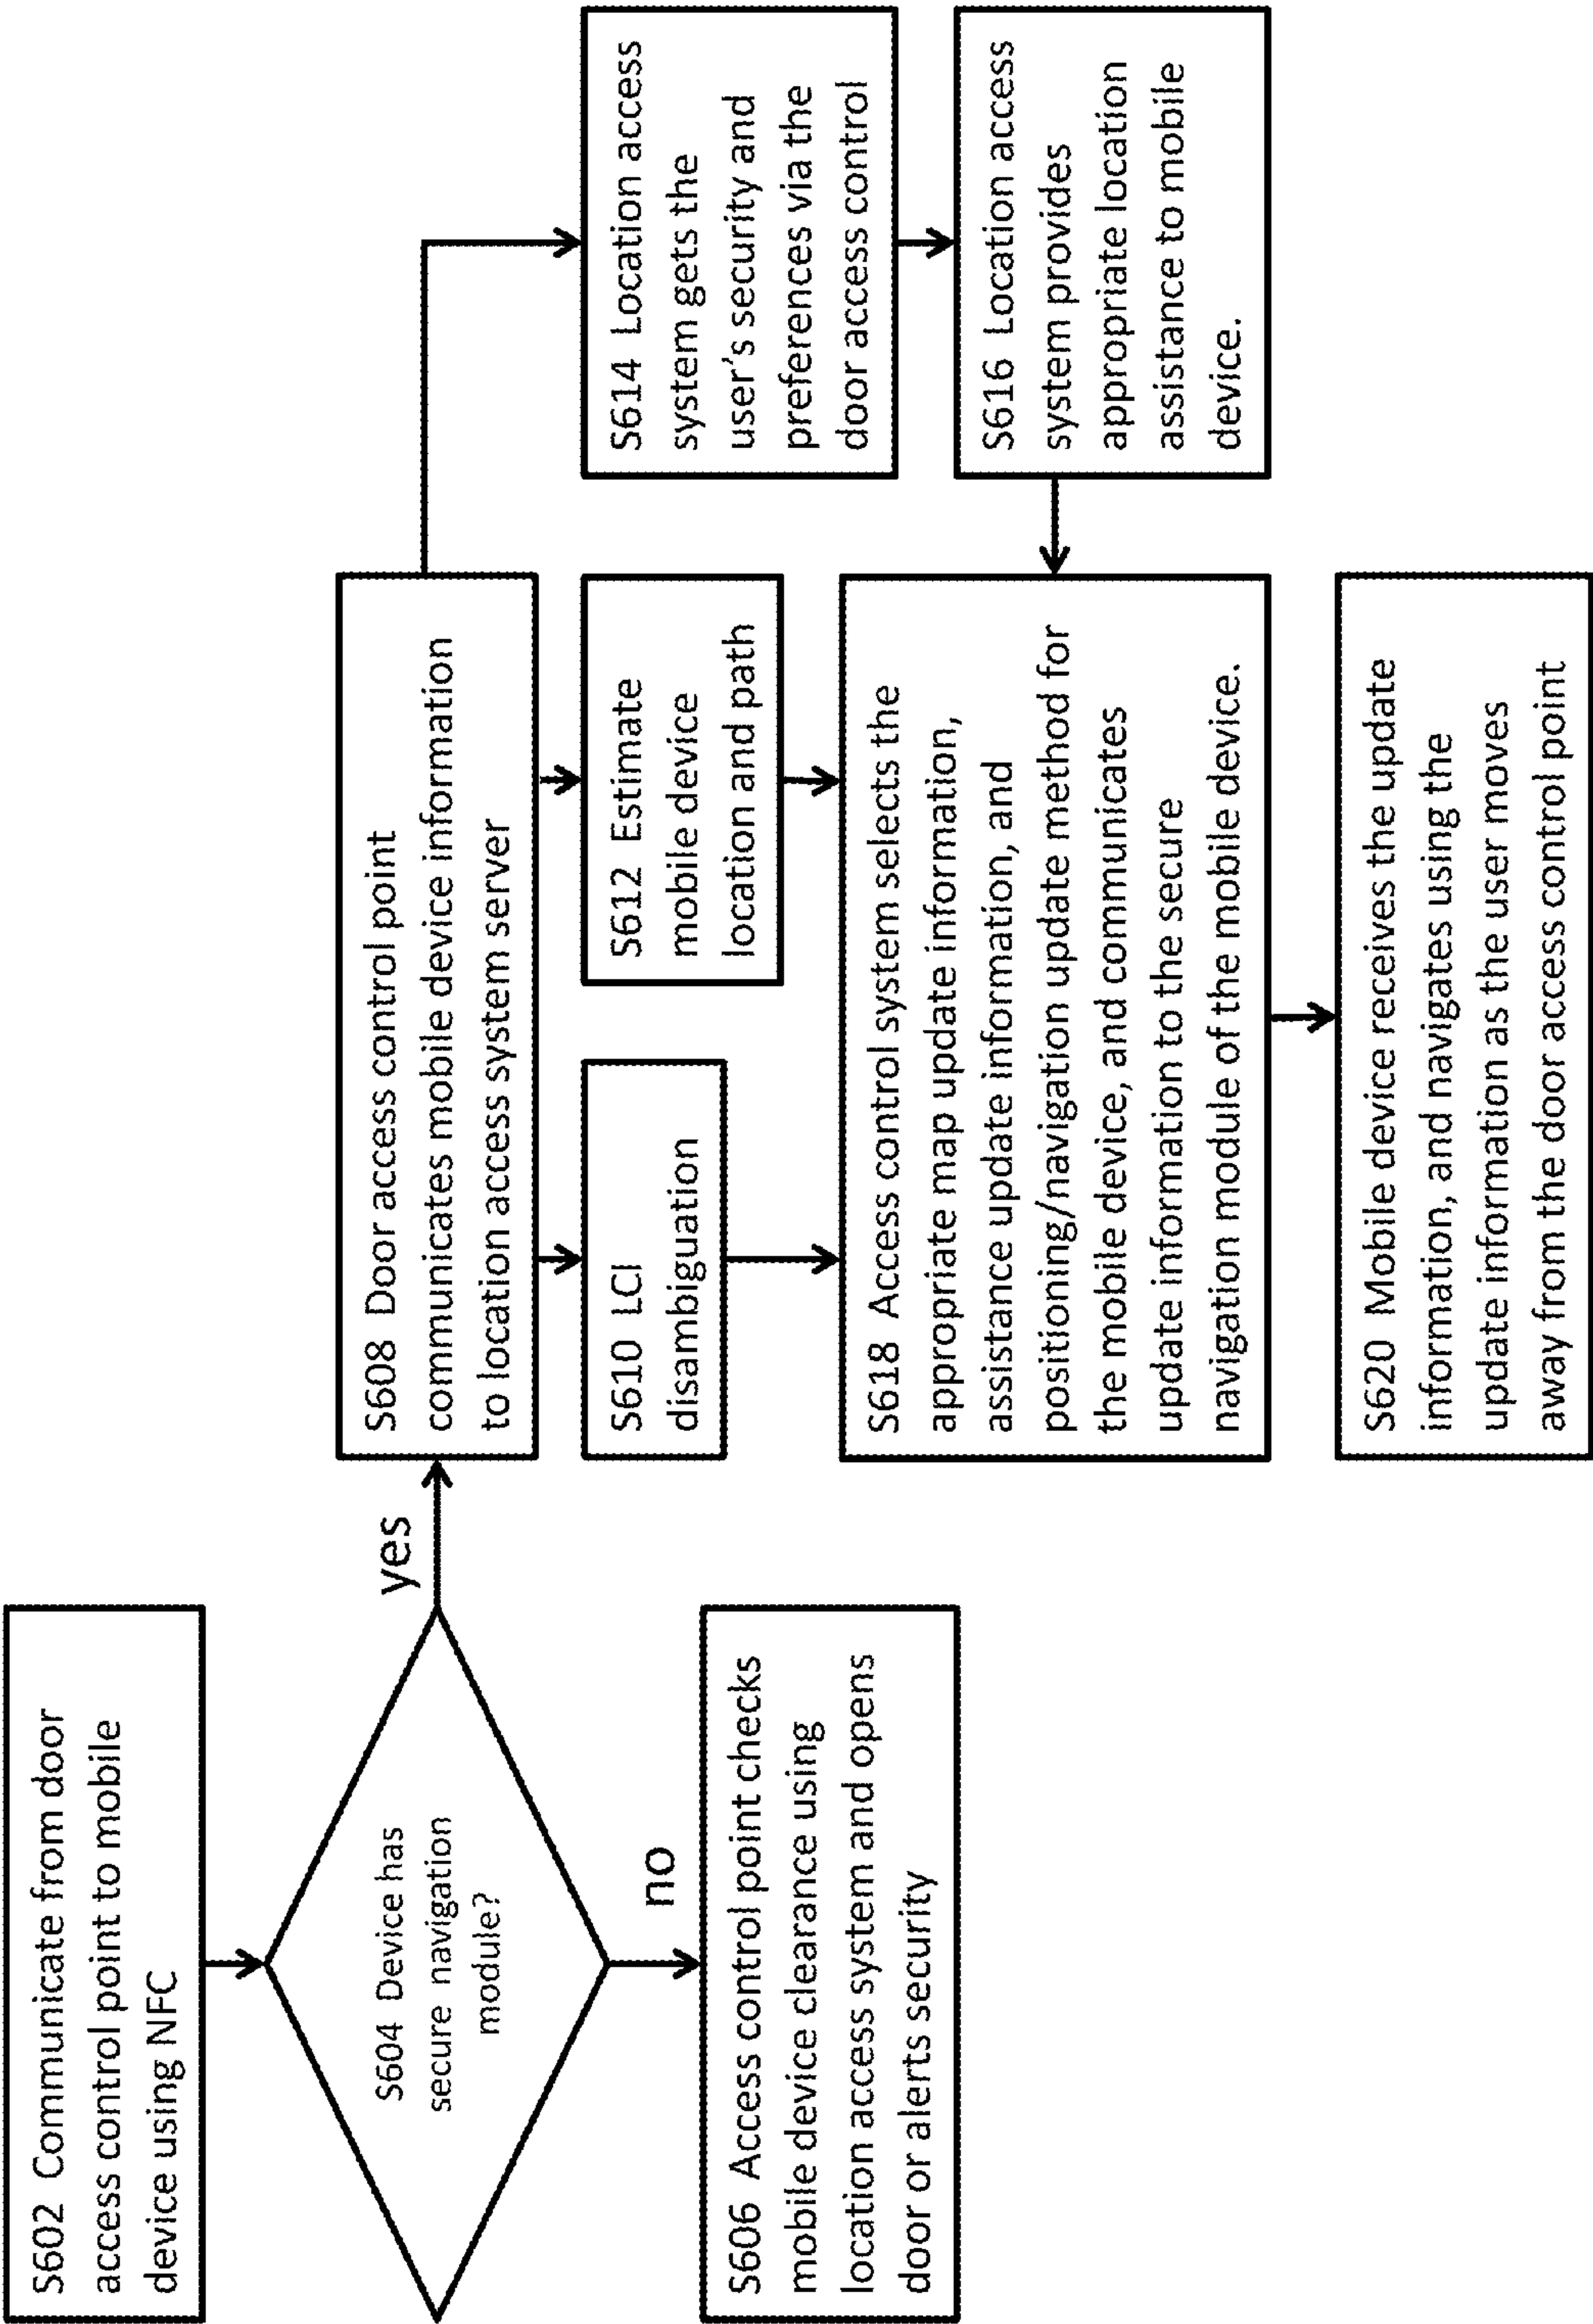 S602 Communicate from door
access control point to mobile
device using NFC
S604 Device has
secure navigation
module?
yes
no
S606 Access control point checks
mobile device clearance using
location access system and opens
door or alerts security
S608 Door access control point
communicates mobile device information
to location access system server
S610 LCI
disambiguation
S612 Estimate
mobile device
location and path
S614 Location access
system gets the
user's security and
preferences via the
door access control
S616 Location access
system provides
appropriate location
assistance to mobile
device.
S618 Access control system selects the
appropriate map update information,
assistance update information, and
positioning/navigation update method for
the mobile device, and communicates
update information to the secure
navigation module of the mobile device.
S620 Mobile device receives the update
information, and navigates using the
update information as the user moves
away from the door access control point